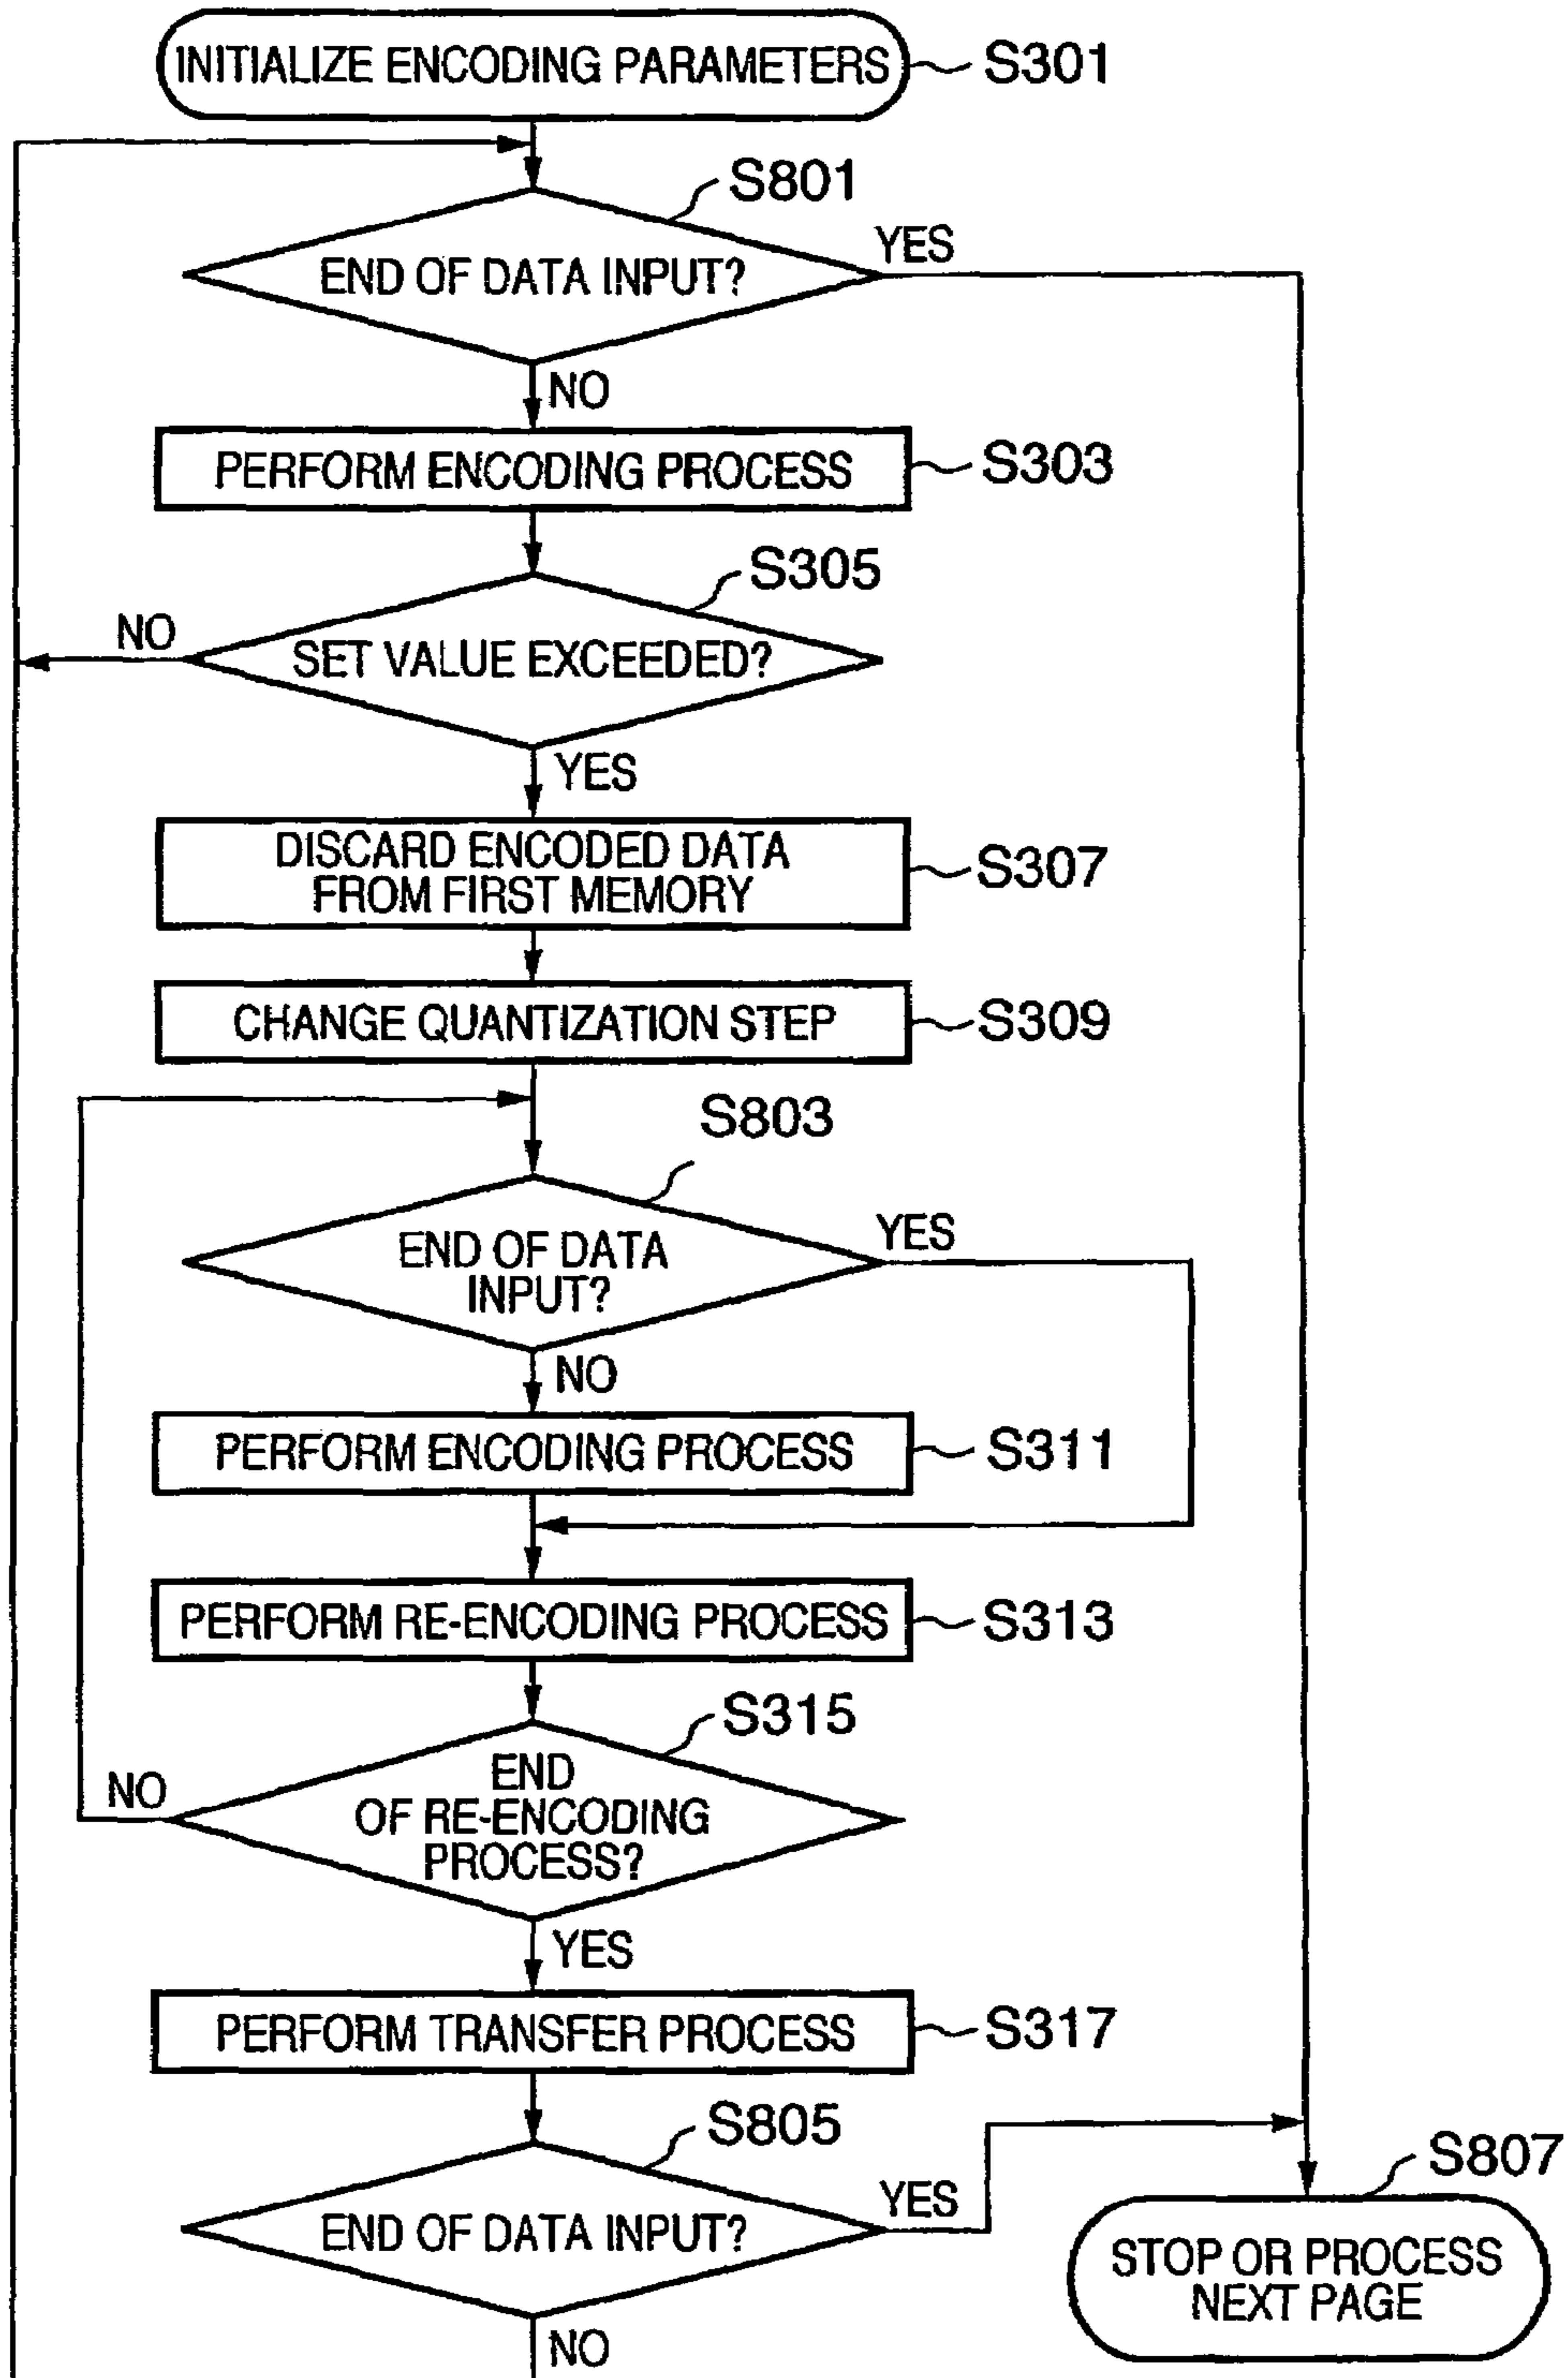 INITIALIZE ENCODING PARAMETERS S301
S801
END OF DATA INPUT? YES
NO
PERFORM ENCODING PROCESS S303
S305
NO SET VALUE EXCEEDED?
YES
DISCARD ENCODED DATA
FROM FIRST MEMORY
S307
CHANGE QUANTIZATION STEP S309
S803
END OF DATA
INPUT?
YES
NO
PERFORM ENCODING PROCESS S311
PERFORM RE-ENCODING PROCESS S313
S315
NO
END
OF RE-ENCODING
PROCESS?
YES
PERFORM TRANSFER PROCESS S317
S805
END OF DATA INPUT? YES
NO
S807
STOP OR PROCESS
NEXT PAGE